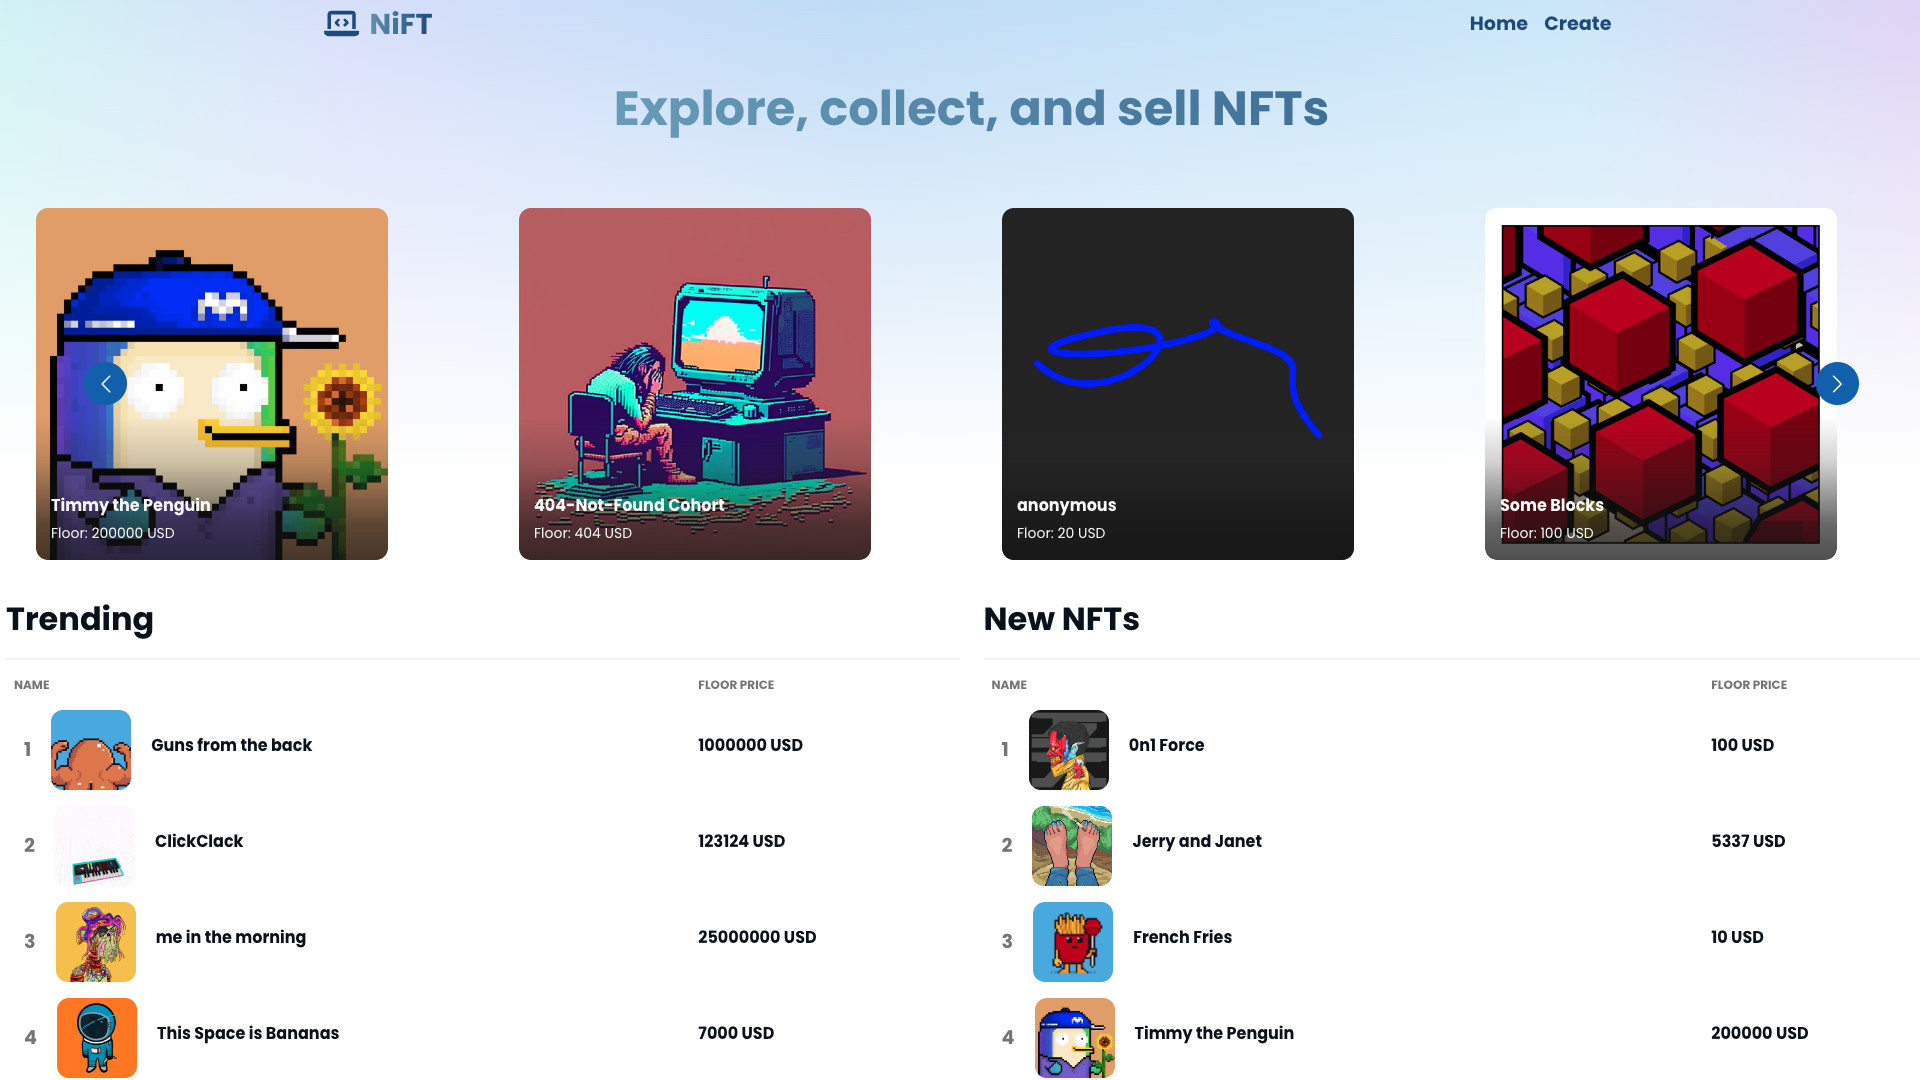 NiFT
Home Create
Explore, collect, and sell NFTs
Timmy the Penguin
Floor: 200000 USD
404-Not-Found Cohort
Floor: 404 USD
anonymous
Floor: 20 USD
Some Blocks
Floor: 100 USD
Trending
NAME FLOOR PRICE
1 Guns from the back 1000000 USD
2 ClickClack 123124 USD
3 me in the morning 25000000 USD
4 This Space is Bananas 7000 USD
New NFTs
NAME FLOOR PRICE
1 0n1 Force 100 USD
2 Jerry and Janet 5337 USD
3 French Fries 10 USD
4 Timmy the Penguin 200000 USD